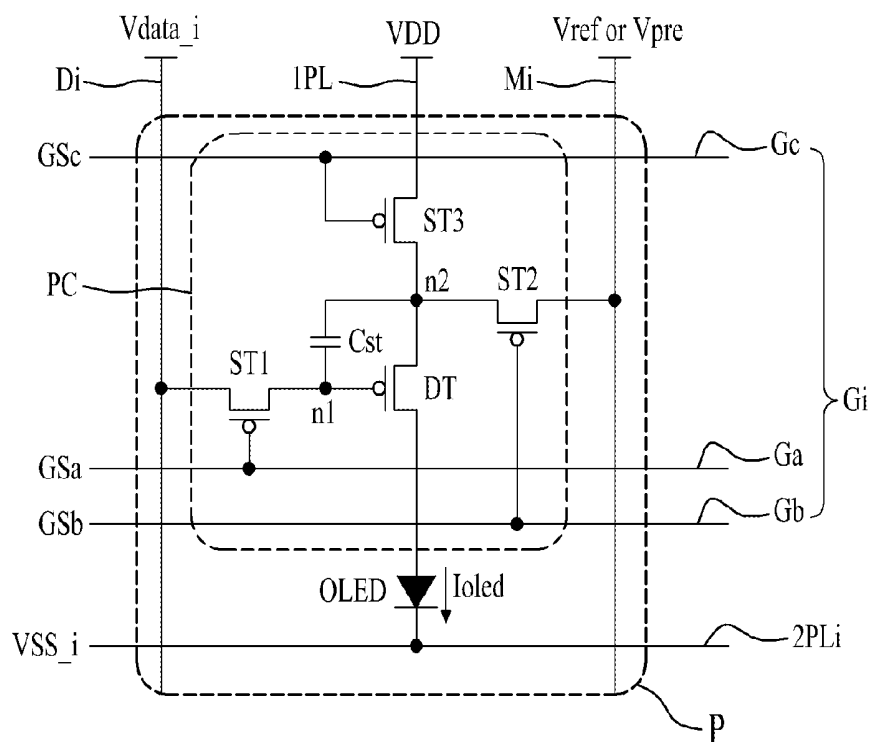 Vdata_i
VDD
Vref or Vpre
Di
1PL
Mi
GSc
Gc
ST3
PC
n2
ST2
Cst
ST1
DT
n1
Gi
GSa
Ga
GSb
Gb
OLED
Ioled
VSS_i
2PLi
P